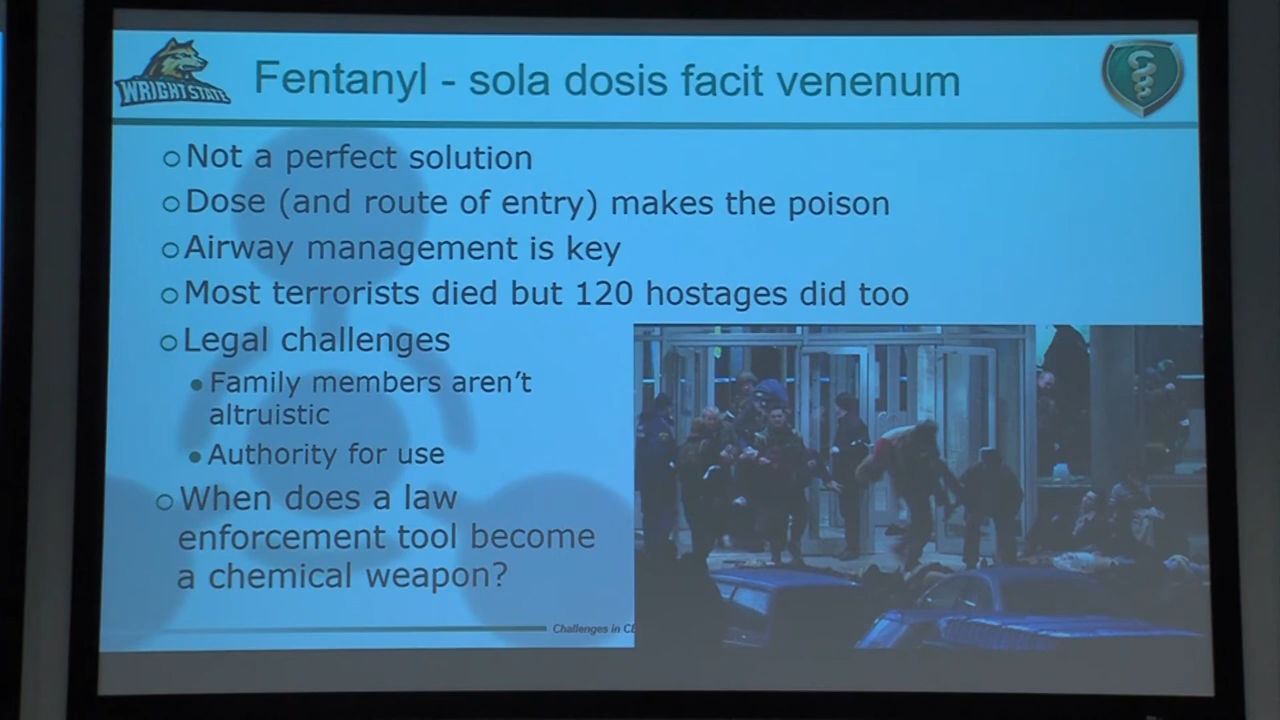 WRIGHT STATE
Fentanyl - sola dosis facit venenum
Not a perfect solution
Dose (and route of entry) makes the poison
Airway management is key
Most terrorists died but 120 hostages did too
Legal challenges
Family members aren't
altruistic
Authority for use
When does a law
enforcement tool become
a chemical weapon?
Challenges in